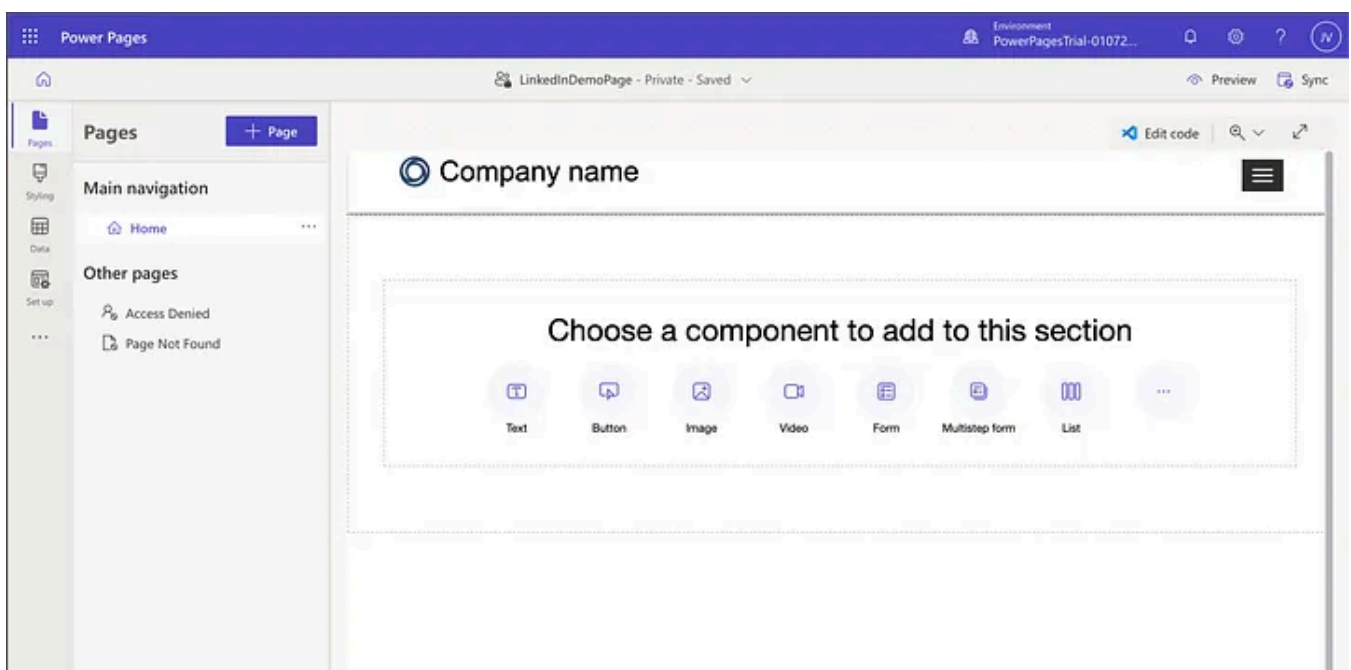 Power Pages
Environment
PowerPagesTrial-01072...
?
JV
LinkedInDemoPage - Private - Saved
Preview
Sync
Pages
Styling
Data
Set up
...
Pages
+ Page
Main navigation
Home
...
Other pages
Access Denied
Page Not Found
Edit code
Company name
Choose a component to add to this section
Text
Button
Image
Video
Form
Multistep form
List
...